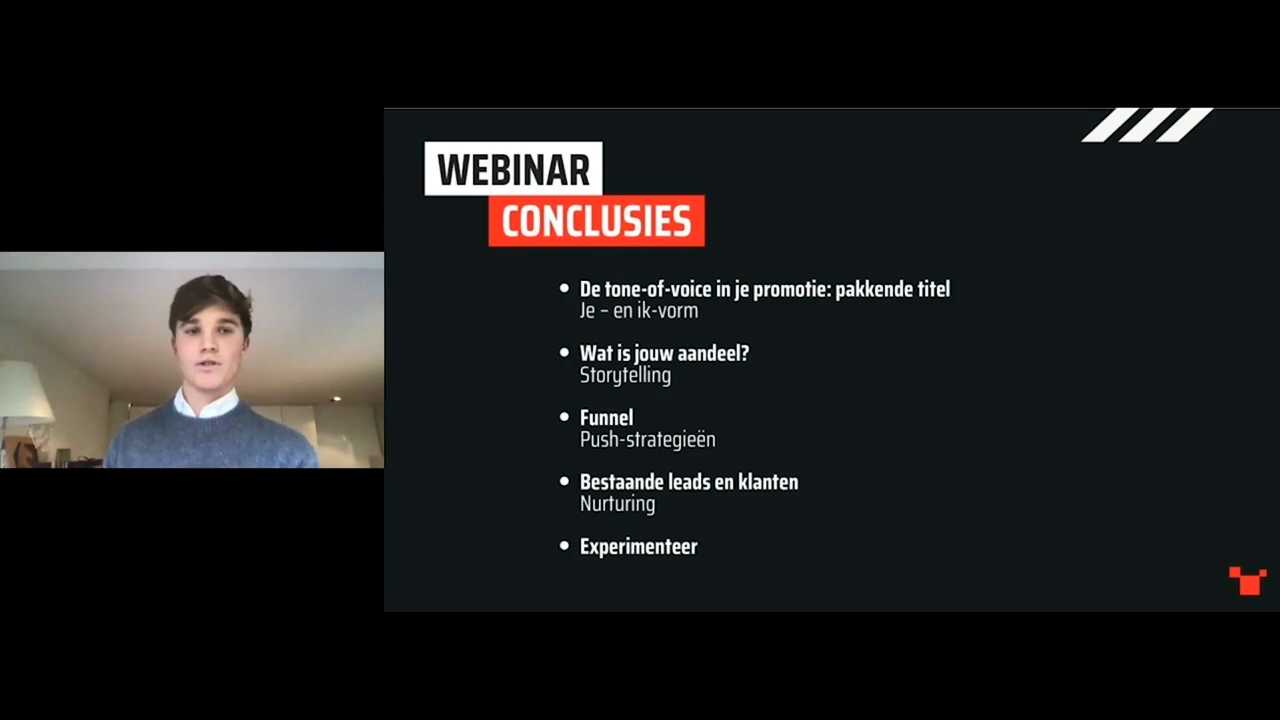 WEBINAR
CONCLUSIES
• De tone-of-voice in je promotie: pakkende titel
Je – en ik-vorm
• Wat is jouw aandeel?
Storytelling
• Funnel
Push-strategieën
• Bestaande leads en klanten
Nurturing
• Experimenteer